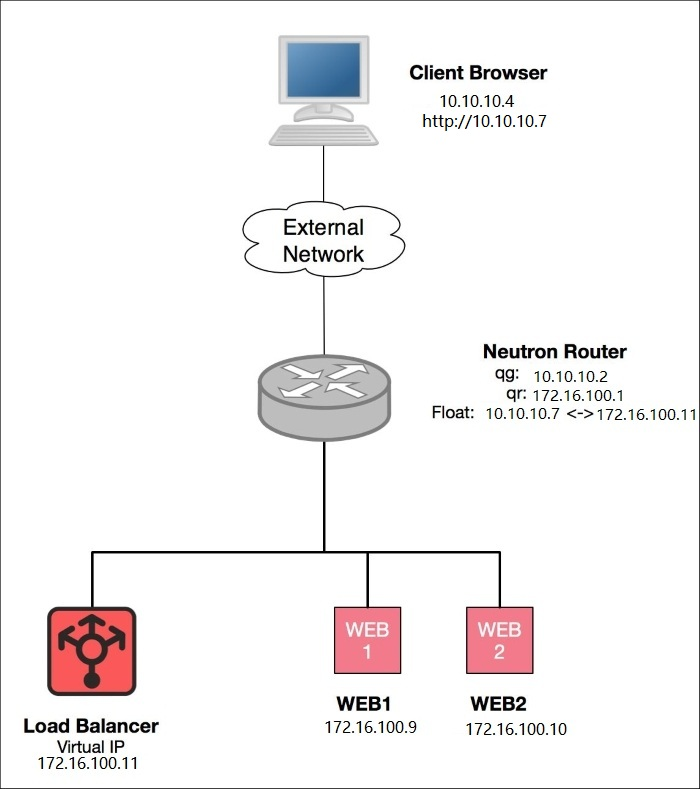 Client Browser
10.10.10.4
http://10.10.10.7
External
Network
Neutron Router
qg: 10.10.10.2
qr: 172.16.100.1
Float: 10.10.10.7 <-> 172.16.100.11
WEB
1
WEB
2
Load Balancer
Virtual IP
172.16.100.11
WEB1
172.16.100.9
WEB2
172.16.100.10